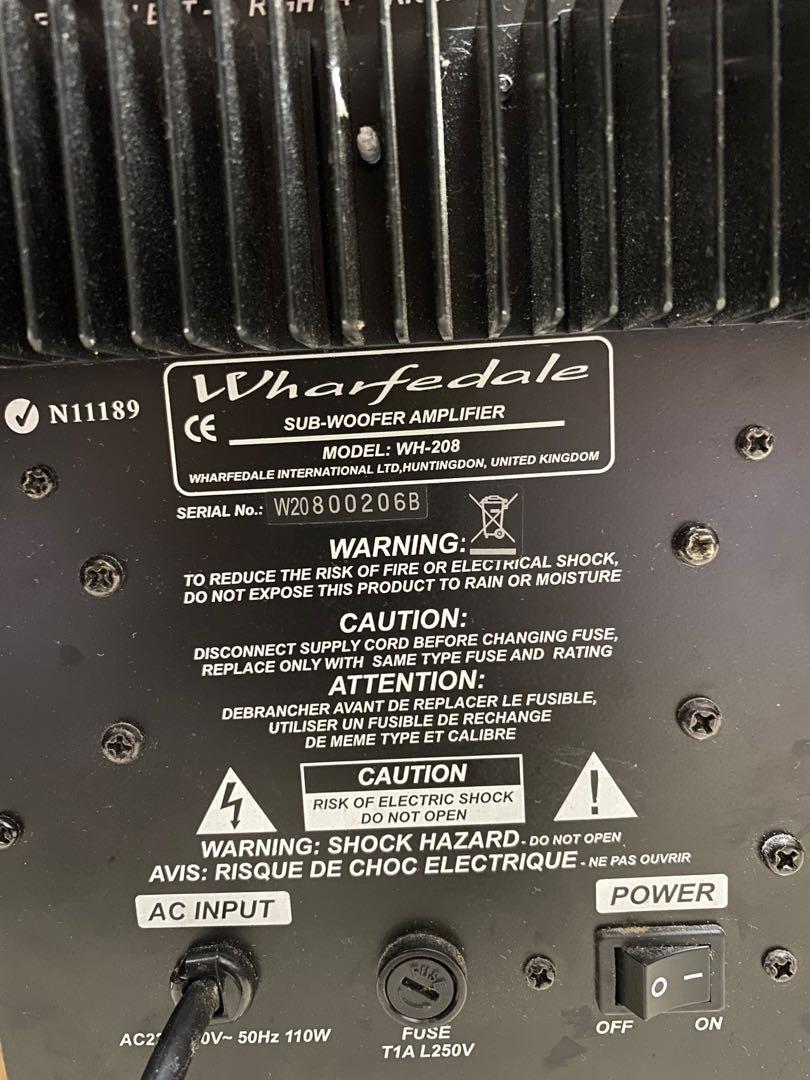 N11189
Wharfedale
CE
SUB-WOOFER AMPLIFIER
MODEL: WH-208
WHARFEDALE INTERNATIONAL LTD,HUNTINGDON, UNITED KINGDOM
SERIAL No.: W20800206B
WARNING:
TO REDUCE THE RISK OF FIRE OR ELECTRICAL SHOCK,
DO NOT EXPOSE THIS PRODUCT TO RAIN OR MOISTURE
CAUTION:
DISCONNECT SUPPLY CORD BEFORE CHANGING FUSE,
REPLACE ONLY WITH SAME TYPE FUSE AND RATING
ATTENTION:
DEBRANCHER AVANT DE REPLACER LE FUSIBLE,
UTILISER UN FUSIBLE DE RECHANGE
DE MEME TYPE ET CALIBRE
CAUTION
RISK OF ELECTRIC SHOCK
DO NOT OPEN
WARNING: SHOCK HAZARD - DO NOT OPEN
AVIS: RISQUE DE CHOC ELECTRIQUE - NE PAS OUVRIR
AC INPUT
POWER
FUSE
O I
OFF ON
50Hz 110W
FUSE
T1A L250V